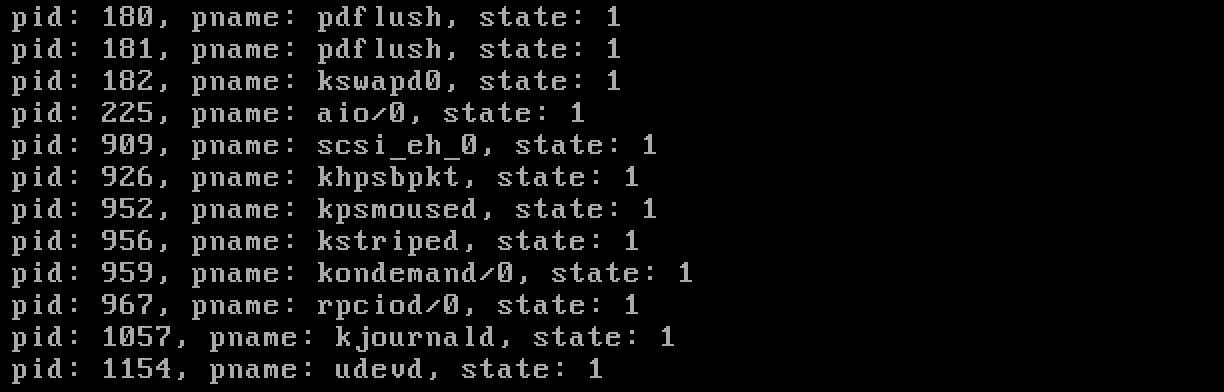 pid: 180, pname: pdflush, state: 1
pid: 181, pname: pdflush, state: 1
pid: 182, pname: kswapd0, state: 1
pid: 225, pname: aio/0, state: 1
pid: 909, pname: scsi_eh_0, state: 1
pid: 926, pname: khpsbpkt, state: 1
pid: 952, pname: kpsmoused, state: 1
pid: 956, pname: kstriped, state: 1
pid: 959, pname: kondemand/0, state: 1
pid: 967, pname: rpciod/0, state: 1
pid: 1057, pname: kjournald, state: 1
pid: 1154, pname: udevd, state: 1